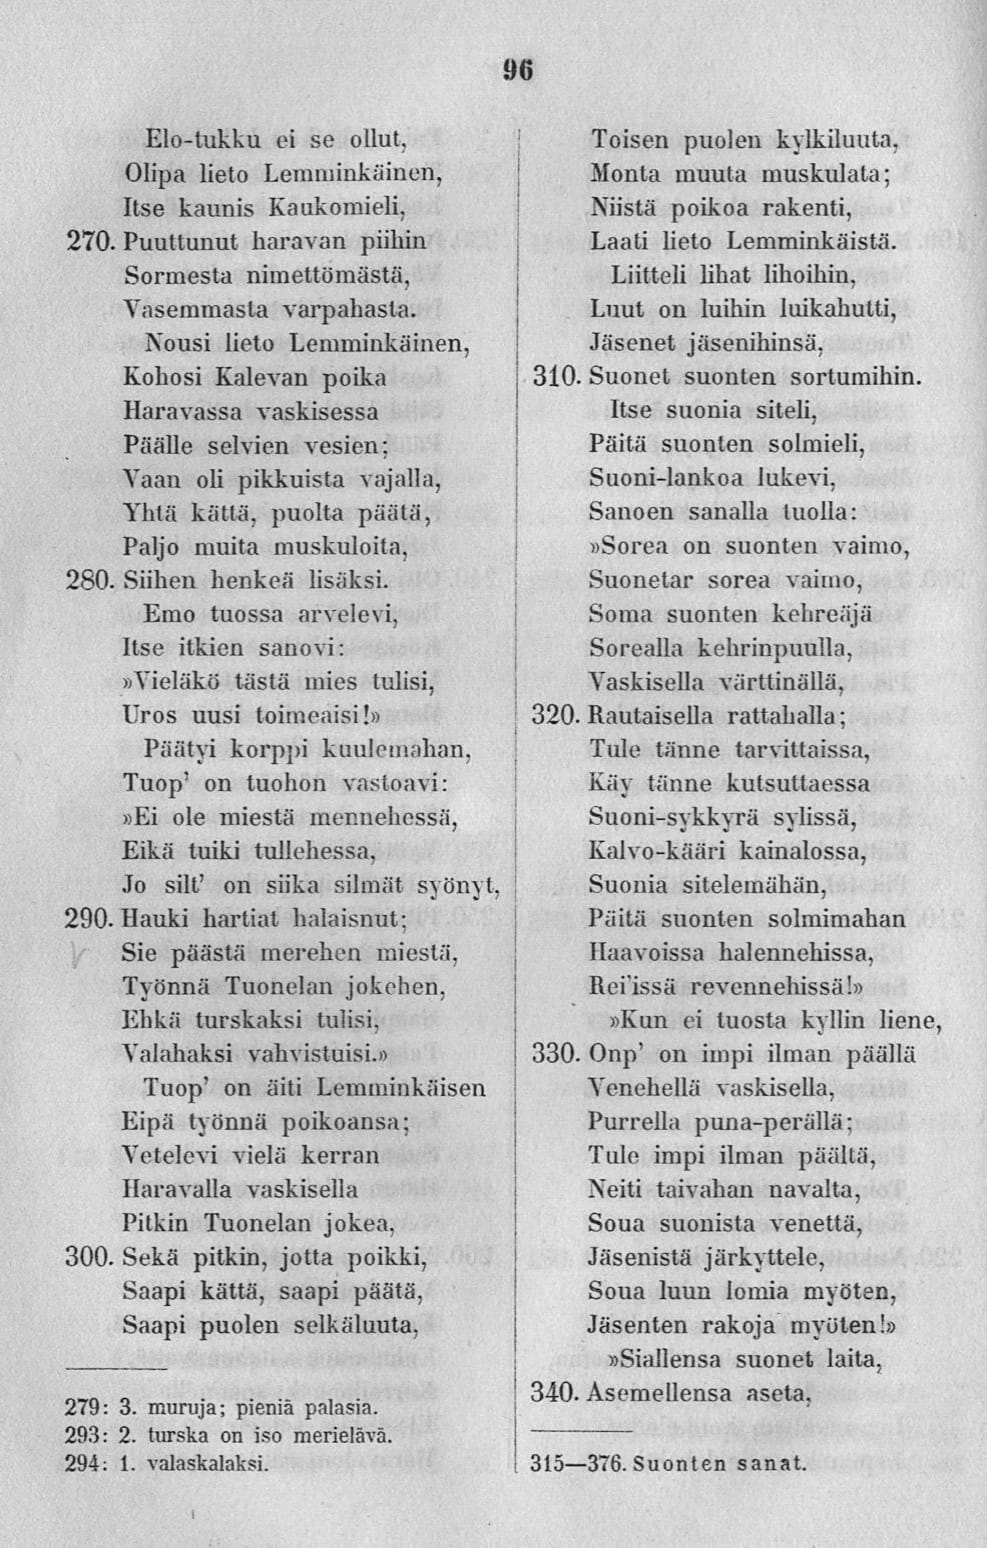 96
Elo-tukku ei se ollut,
Olipa lieto Lemminkäinen,
Itse kaunis Kaukomieli,
270. Puuttunut haravan piihin
Sormesta nimettömästä,
Vasemmasta varpahasta.
Nousi lieto Lemminkäinen,
Kohosi Kalevan poika
Haravassa vaskisessa
Päälle selvien vesien;
Vaan oli pikkuista vajalla,
Yhtä kättä, puolta päätä,
Paljo muita muskuloita,
280. Siihen henkeä lisäksi.
Emo tuossa arvelevi,
Itse itkien sanovi:
»Vieläkö tästä mies tulisi,
Uros uusi toimeaisi!»
Päätyi korppi kuulemahan,
Tuop' on tuohon vastoavi:
»Ei ole miestä mennehessä,
Eikä tuiki tullehessa,
Jo silt' on siika silmät syönyt,
290. Hauki hartiat halaisnut;
Sie päästä merehen miestä,
Työnnä Tuonelan jokehen,
Ehkä turskaksi tulisi,
Valahaksi vahvistuisi.»
Tuop' on äiti Lemminkäisen
Eipä työnnä poikoansa;
Vetelevi vielä kerran
Haravalla vaskisella
Pitkin Tuonelan jokea,
300. Sekä pitkin, jotta poikki,
Saapi kättä, saapi päätä,
Saapi puolen selkäluuta,
279: 3. muruja; pieniä palasia.
293: 2. turska on iso merielävä.
294: 1. valaskalaksi.
Toisen puolen kylkiluuta,
Monta muuta muskulata;
Niistä poikoa rakenti,
Laati lieto Lemminkäistä.
Liitteli lihat lihoihin,
Luut on luihin luikahutti,
Jäsenet jäsenihinsä,
310. Suonet suonten sortumihin.
Itse suonia siteli,
Päitä suonten solmieli,
Suoni-lankoa lukevi,
Sanoen sanalla tuolla:
»Sorea on suonten vaimo,
Suonetar sorea vaimo,
Soma suonten kehreäjä
Sorealla kehrinpuulla,
Vaskisella värttinällä,
320. Rautaisella rattahalla;
Tule tänne tarvittaissa,
Käy tänne kutsuttaessa
Suoni-sykkyrä sylissä,
Kalvo-kääri kainalossa,
Suonia sitelemähän,
Päitä suonten solmimahan
Haavoissa halennehissa,
Rei'issä revennehissä!»
»Kun ei tuosta kyllin liene,
330. Onp' on impi ilman päällä
Venehellä vaskisella,
Purrella puna-perällä;
Tule impi ilman päältä,
Neiti taivahan navalta,
Soua suonista venettä,
Jäsenistä järkyttele,
Soua luun lomia myöten,
Jäsenten rakoja myöten!»
»Siallensa suonet laita,
340. Asemellensa aseta,
315—376. Suonten sanat.